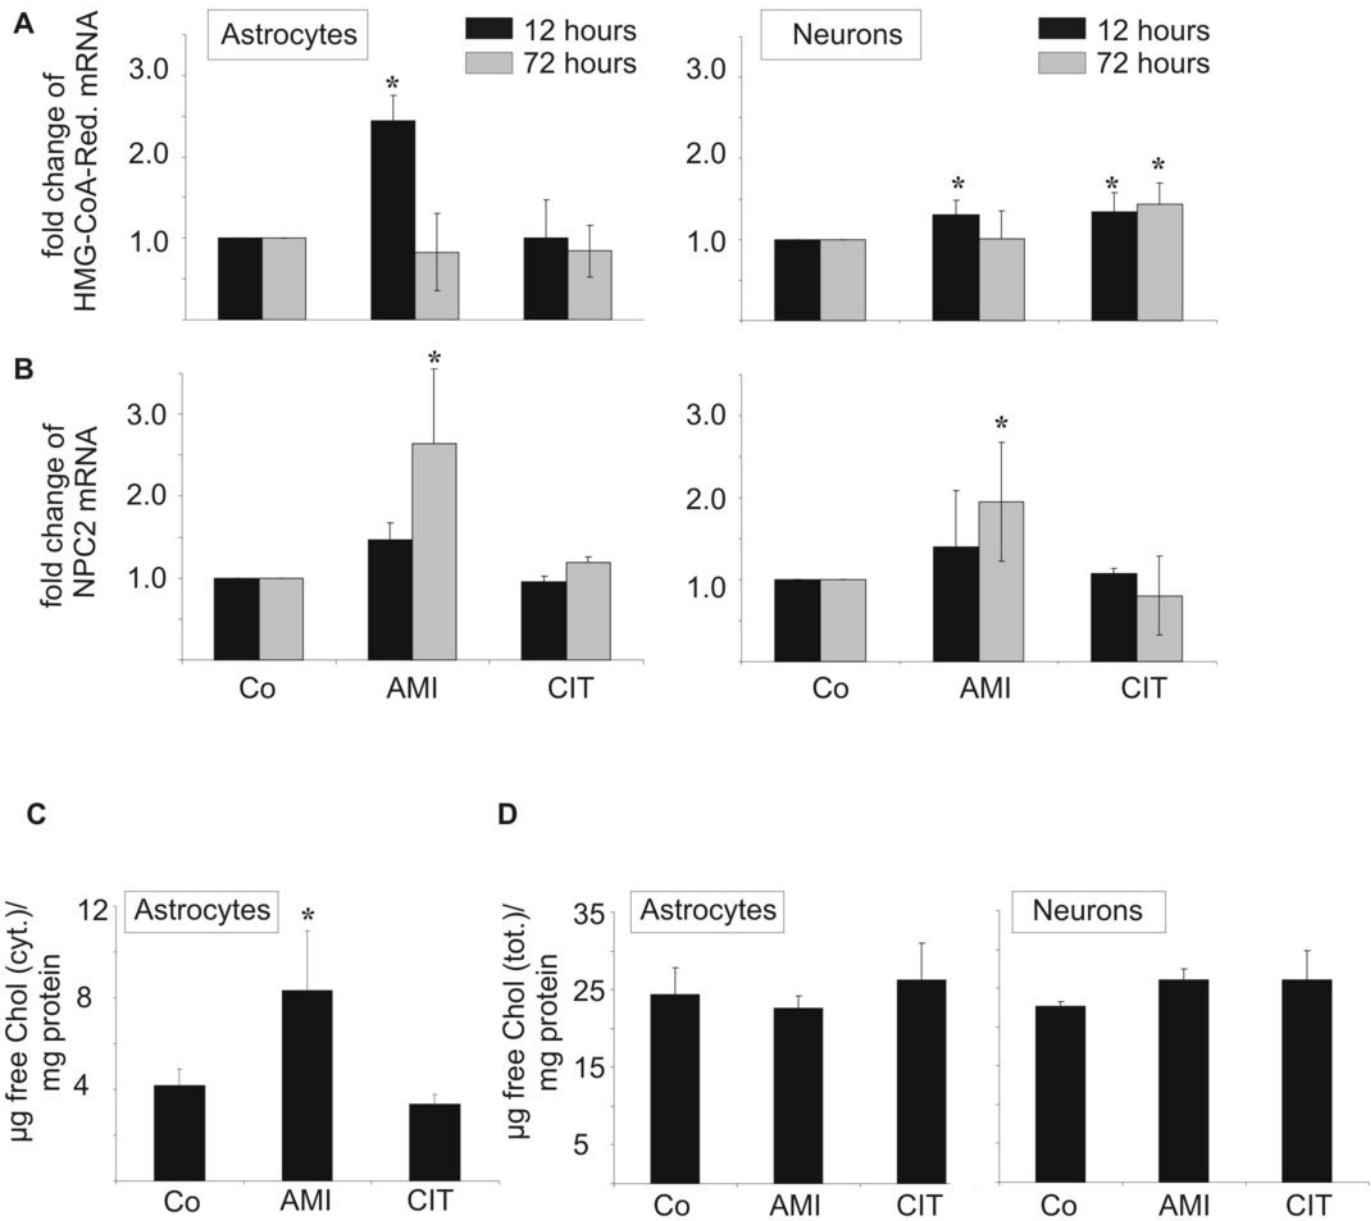 A
Astrocytes
12 hours
72 hours
Neurons
12 hours
72 hours
fold change of
HMG-CoA-Red. mRNA
3.0
2.0
1.0
*
3.0
2.0
1.0
*
*
*
B
fold change of
NPC2 mRNA
3.0
2.0
1.0
*
Co
AMI
CIT
3.0
2.0
1.0
*
Co
AMI
CIT
C
µg free Chol (cyt.)/
mg protein
12
8
4
Astrocytes
*
Co
AMI
CIT
D
µg free Chol (tot.)/
mg protein
35
25
15
5
Astrocytes
Co
AMI
CIT
Neurons
Co
AMI
CIT